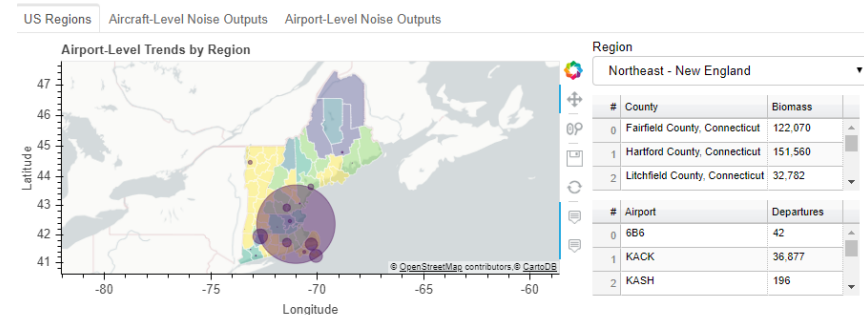 US Regions Aircraft-Level Noise Outputs Airport-Level Noise Outputs
Airport-Level Trends by Region
47
46
45
44
43
42
41
Latitude
-80 -75 -70 -65 -60
Longitude
© OpenStreetMap contributors,© CartoDB
Region
Northeast - New England
# County Biomass
0 Fairfield County, Connecticut 122,070
1 Hartford County, Connecticut 151,560
2 Litchfield County, Connecticut 32,782
# Airport Departures
0 6B6 42
1 KACK 36,877
2 KASH 196